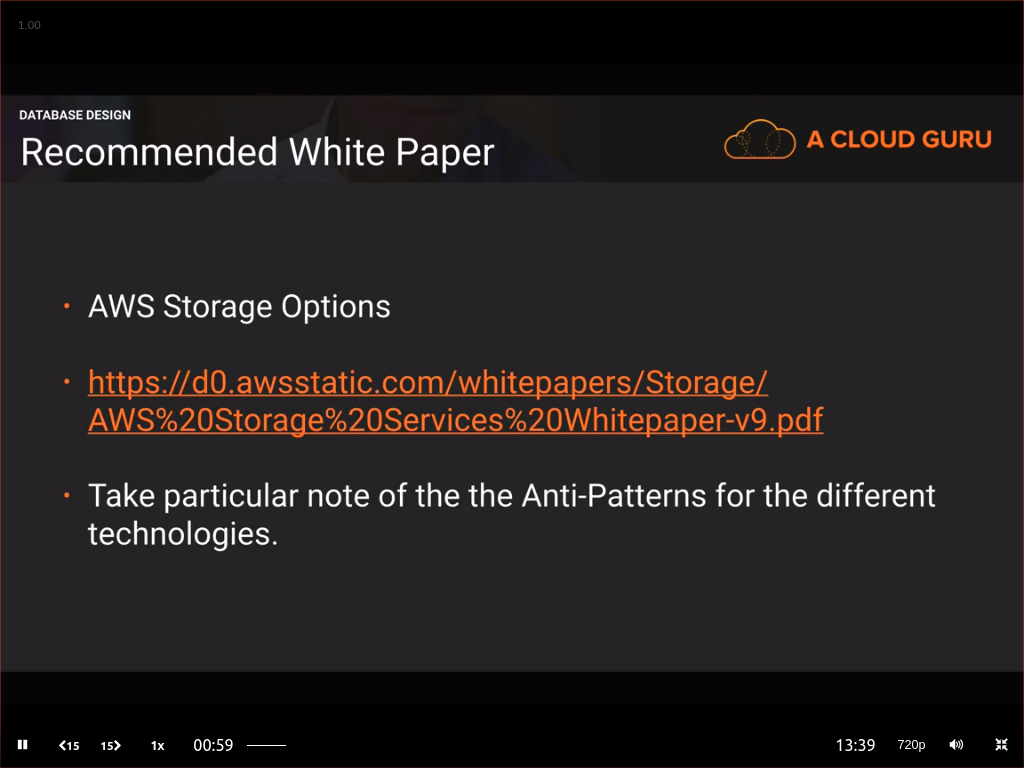 1.00
DATABASE DESIGN
Recommended White Paper
A CLOUD GURU
• AWS Storage Options
• https://d0.awsstatic.com/whitepapers/Storage/
AWS%20Storage%20Services%20Whitepaper-v9.pdf
• Take particular note of the the Anti-Patterns for the different
technologies.
15 15 1x 00:59 13:39 720p